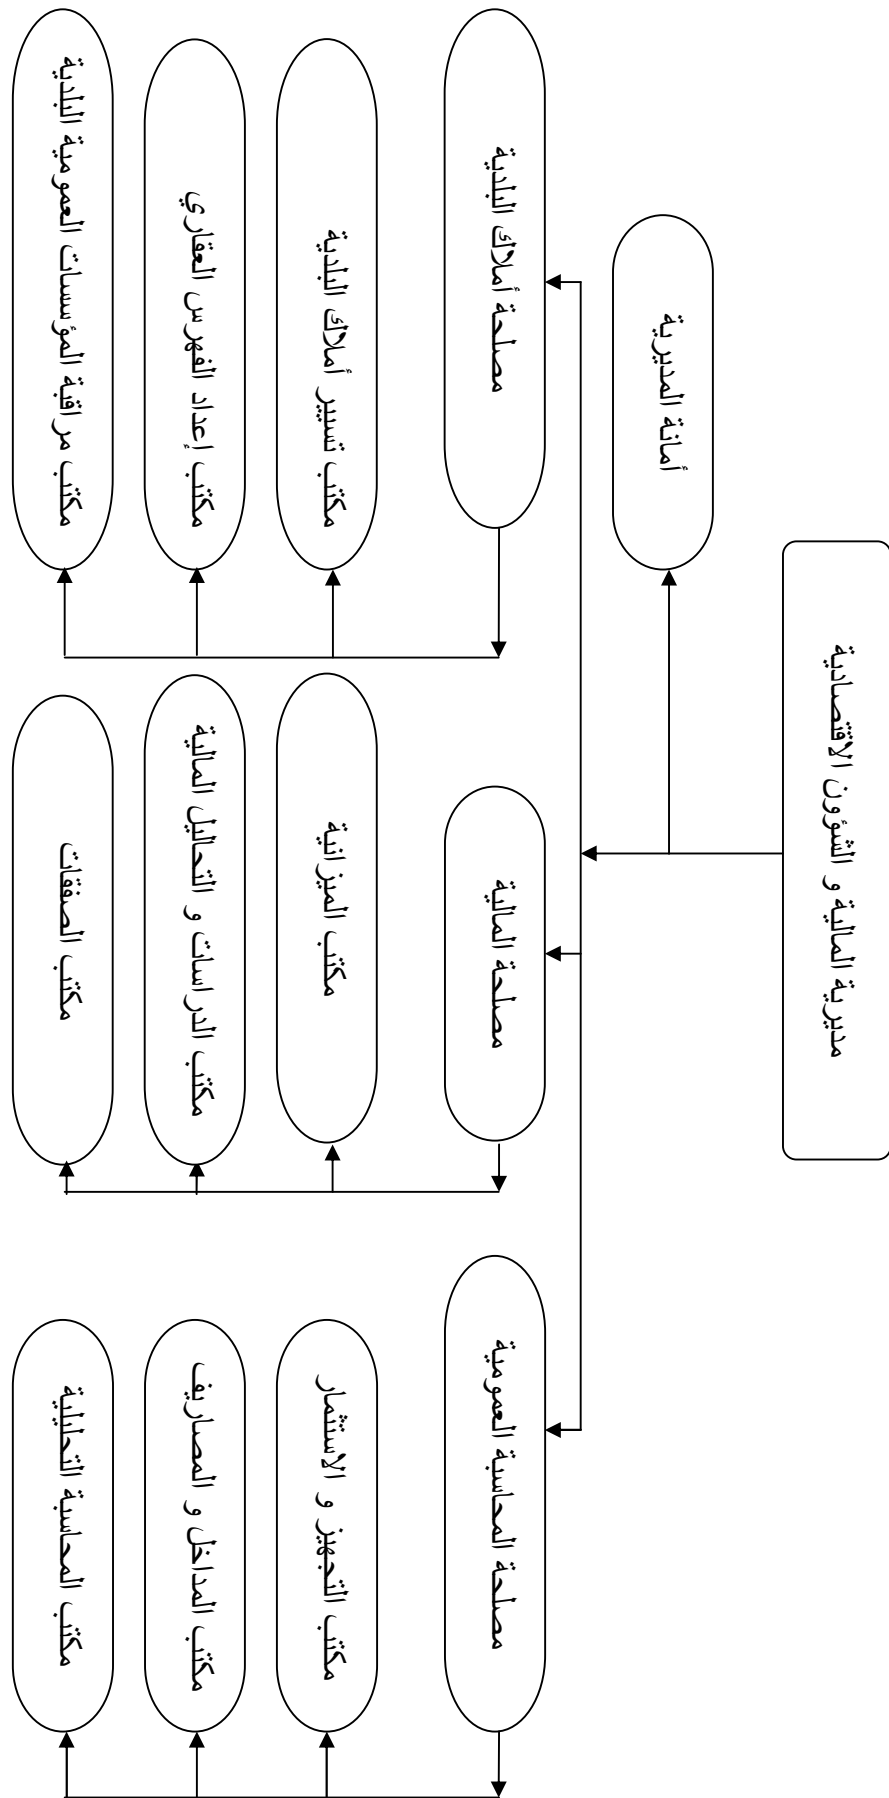 مديرية المالية و الشؤون الاقتصادية
أمانة المديرية
مصلحة المحاسبة العمومية
مكتب التجهيز و الاستثمار
مكتب المداخل و المصاريف
مكتب المحاسبة التحليلية
مصلحة المالية
مكتب الميزانية
مكتب الدراسات و التحاليل المالية
مكتب الصفقات
مصلحة أملاك البلدية
مكتب تسيير أملاك البلدية
مكتب إعداد الفهرس العقاري
مكتب مراقبة المؤسسات العمومية البلدية